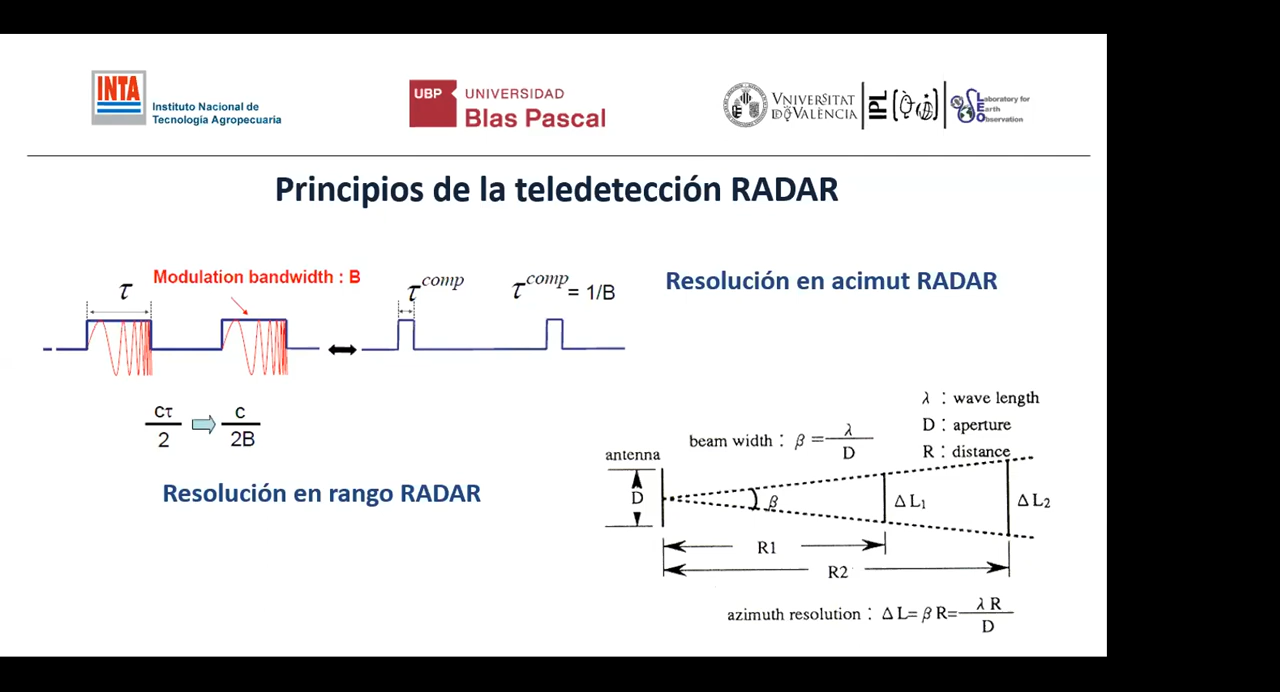 INTA
Instituto Nacional de
Tecnología Agropecuaria
UBP
UNIVERSIDAD
Blas Pascal
VNIVERSITAT
DE VALÈNCIA
IPL
LEO
Laboratory for
Earth
Observation
Principios de la teledetección RADAR
Modulation bandwidth : B
τ
τ^comp
τ^comp = 1/B
cτ/2 ⇨ c/2B
Resolución en rango RADAR
Resolución en acimut RADAR
λ : wave length
D : aperture
R : distance
beam width : β = λ/D
antenna
D
β
ΔL₁
ΔL₂
R1
R2
azimuth resolution : ΔL= β R= λ R/D